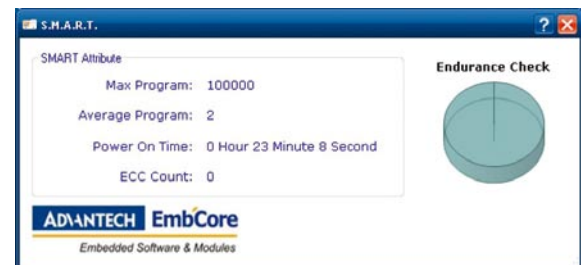 S.M.A.R.T.
SMART Attribute
Max Program: 100000
Average Program: 2
Power On Time: 0 Hour 23 Minute 8 Second
ECC Count: 0
Endurance Check
ADVANTECH EmbCore
Embedded Software & Modules